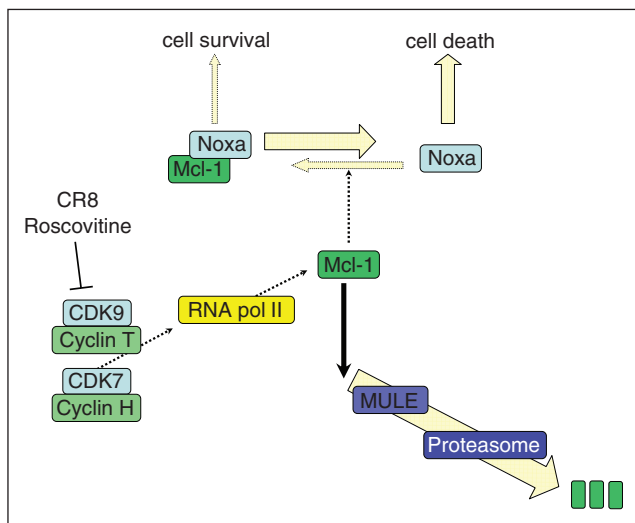 cell survival
cell death
Noxa
Mcl-1
Noxa
CR8
Roscovitine
Mcl-1
CDK9
Cyclin T
RNA pol II
CDK7
Cyclin H
MULE
Proteasome